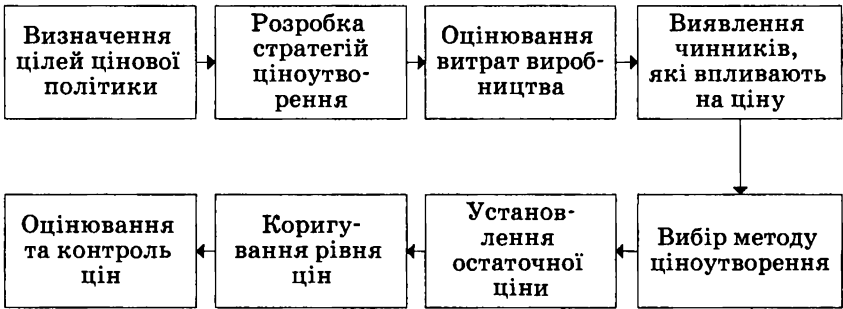 Визначення
цілей цінової
політики
Розробка
стратегій
ціноутво-
рення
Оцінювання
витрат вироб-
ництва
Виявлення
чинників,
які впливають
на ціну
Вибір методу
ціноутворення
Установ-
лення
остаточної
ціни
Коригу-
вання рівня
цін
Оцінювання
та контроль
цін